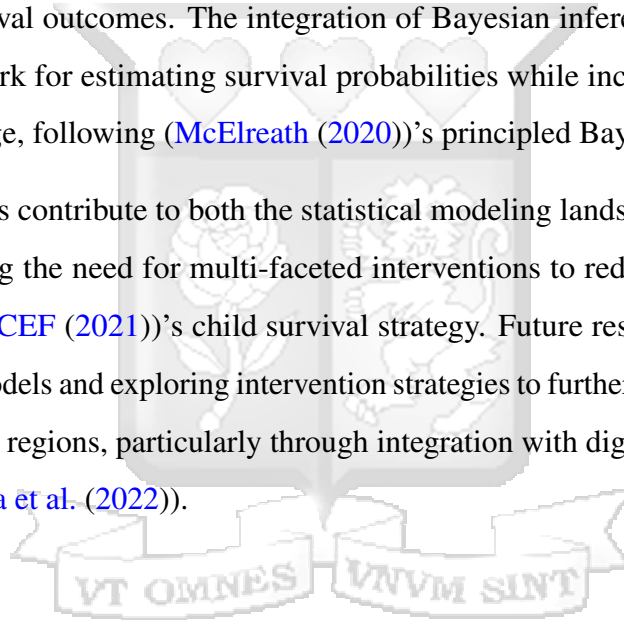 val outcomes. The integration of Bayesian infere
rk for estimating survival probabilities while inc
ge, following (McElreath (2020))'s principled Bay
s contribute to both the statistical modeling lands
g the need for multi-faceted interventions to red
CEF (2021))'s child survival strategy. Future res
dels and exploring intervention strategies to further
regions, particularly through integration with dig
a et al. (2022)).
VT OMNES VNVM SINT